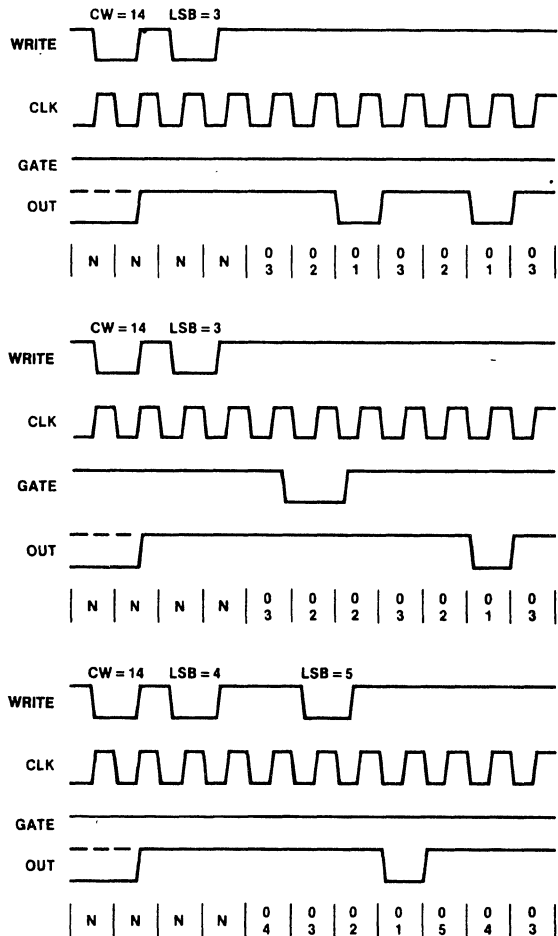 CW = 14 LSB = 3
WRITE
CLK
GATE
OUT
N N N N 0 0 0 0 0 0 0
3 2 1 3 2 1 3
CW = 14 LSB = 3
WRITE
CLK
GATE
OUT
N N N N 0 0 0 0 0 0 0
3 2 2 3 2 1 3
CW = 14 LSB = 4 LSB = 5
WRITE
CLK
GATE
OUT
N N N N 0 0 0 0 0 0 0
4 3 2 1 5 4 3